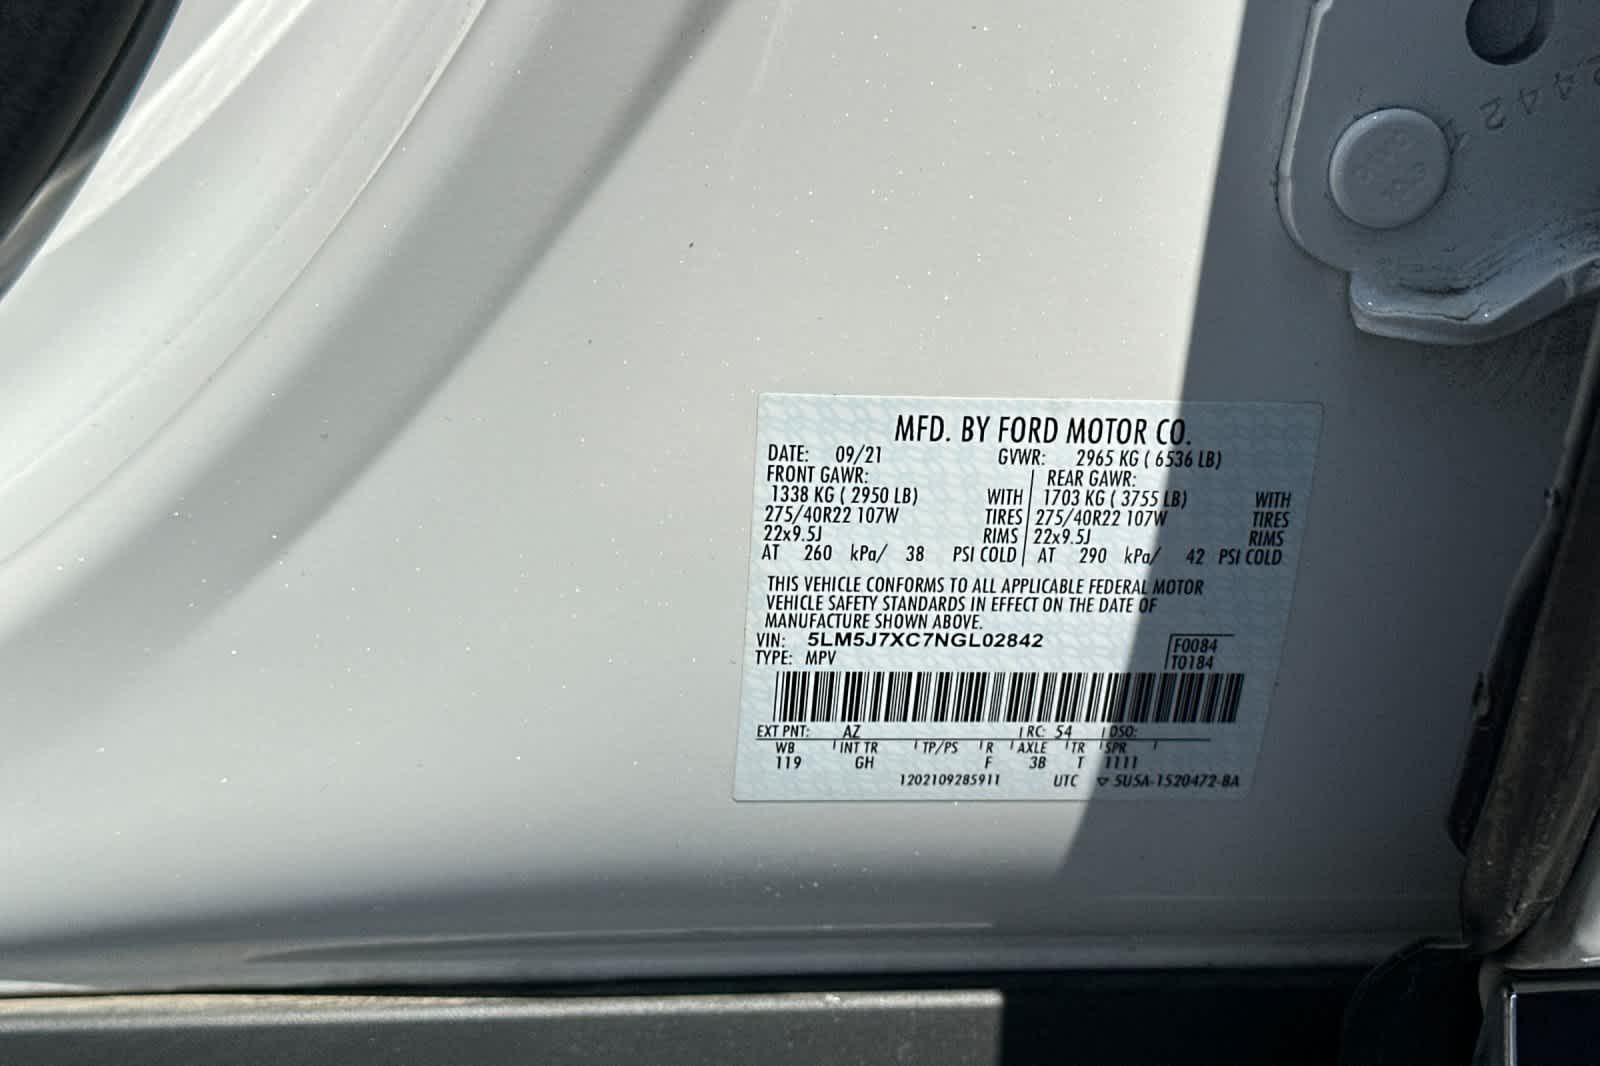 MFD. BY FORD MOTOR CO.
DATE: 09/21 GVWR: 2965 KG ( 6536 LB)
FRONT GAWR: REAR GAWR:
1338 KG ( 2950 LB) WITH 1703 KG ( 3755 LB) WITH
275/40R22 107W TIRES 275/40R22 107W TIRES
22x9.5J RIMS 22x9.5J RIMS
AT 260 kPa/ 38 PSI COLD AT 290 kPa/ 42 PSI COLD
THIS VEHICLE CONFORMS TO ALL APPLICABLE FEDERAL MOTOR
VEHICLE SAFETY STANDARDS IN EFFECT ON THE DATE OF
MANUFACTURE SHOWN ABOVE.
VIN: 5LM5J7XC7NGL02842 F0084
TYPE: MPV T0184
EXT PNT: AZ RC: 54 DSO:
WB INT TR TP/PS R AXLE TR SPR
119 GH F 3B T 1111
1202109285911 UTC ▽ 5U5A-1520472-BA